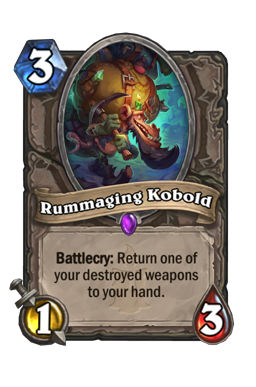 3
Rummaging Kobold
Battlecry: Return one of
your destroyed weapons
to your hand.
1
3